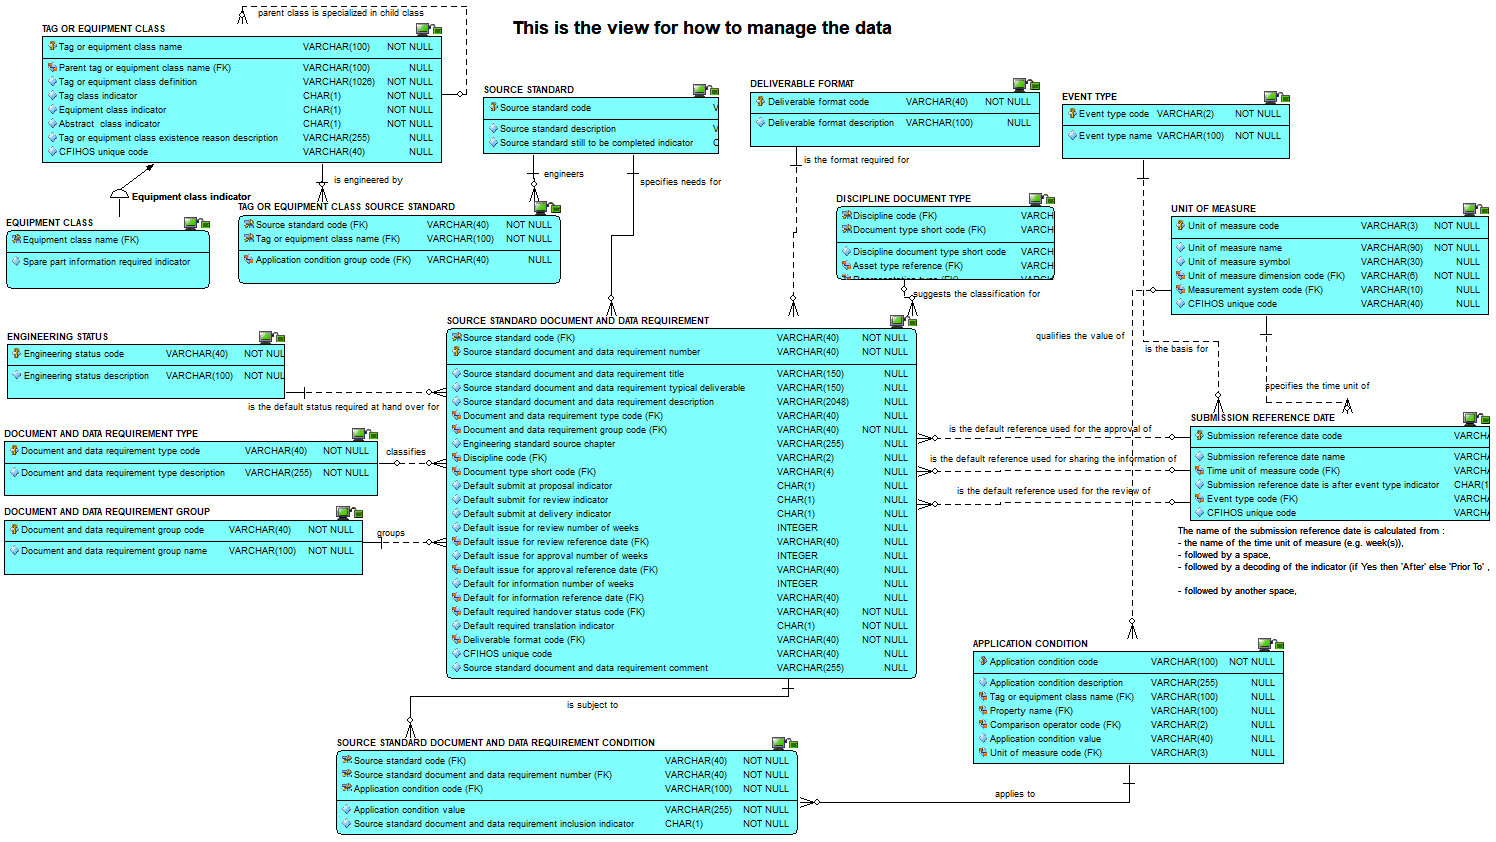 parent class is specialized in child class
This is the view for how to manage the data
TAG OR EQUIPMENT CLASS
Tag or equipment class name VARCHAR(100) NOT NULL
Parent tag or equipment class name (FK) VARCHAR(100) NULL
Tag or equipment class definition VARCHAR(1026) NOT NULL
Tag class indicator CHAR(1) NOT NULL
Equipment class indicator CHAR(1) NOT NULL
Abstract class indicator CHAR(1) NOT NULL
Tag or equipment class existence reason description VARCHAR(255) NULL
CFIHOS unique code VARCHAR(40) NULL
SOURCE STANDARD
Source standard code V
Source standard description V
Source standard still to be completed indicator C
DELIVERABLE FORMAT
Deliverable format code VARCHAR(40) NOT NULL
Deliverable format description VARCHAR(100) NULL
EVENT TYPE
Event type code VARCHAR(2) NOT NULL
Event type name VARCHAR(100) NOT NULL
is the format required for
is engineered by
engineers
specifies needs for
Equipment class indicator
EQUIPMENT CLASS
Equipment class name (FK)
Spare part information required indicator
TAG OR EQUIPMENT CLASS SOURCE STANDARD
Source standard code (FK) VARCHAR(40) NOT NULL
Tag or equipment class name (FK) VARCHAR(100) NOT NULL
Application condition group code (FK) VARCHAR(40) NULL
DISCIPLINE DOCUMENT TYPE
Discipline code (FK) VARCH
Document type short code (FK) VARCH
Discipline document type short code VARCH
Asset type reference (FK) VARCH
UNIT OF MEASURE
Unit of measure code VARCHAR(3) NOT NULL
Unit of measure name VARCHAR(90) NOT NULL
Unit of measure symbol VARCHAR(30) NULL
Unit of measure dimension code (FK) VARCHAR(6) NOT NULL
Measurement system code (FK) VARCHAR(10) NULL
CFIHOS unique code VARCHAR(40) NULL
suggests the classification for
qualifies the value of
is the basis for
specifies the time unit of
ENGINEERING STATUS
Engineering status code VARCHAR(40) NOT NUL
Engineering status description VARCHAR(100) NOT NUL
is the default status required at hand over for
DOCUMENT AND DATA REQUIREMENT TYPE
Document and data requirement type code VARCHAR(40) NOT NULL
Document and data requirement type description VARCHAR(255) NOT NULL
classifies
DOCUMENT AND DATA REQUIREMENT GROUP
Document and data requirement group code VARCHAR(40) NOT NULL
Document and data requirement group name VARCHAR(100) NOT NULL
groups
SOURCE STANDARD DOCUMENT AND DATA REQUIREMENT
Source standard code (FK) VARCHAR(40) NOT NULL
Source standard document and data requirement number VARCHAR(40) NOT NULL
Source standard document and data requirement title VARCHAR(150) NULL
Source standard document and data requirement typical deliverable VARCHAR(150) NULL
Source standard document and data requirement description VARCHAR(2048) NULL
Document and data requirement type code (FK) VARCHAR(40) NULL
Document and data requirement group code (FK) VARCHAR(40) NOT NULL
Engineering standard source chapter VARCHAR(255) NULL
Discipline code (FK) VARCHAR(2) NULL
Document type short code (FK) VARCHAR(4) NULL
Default submit at proposal indicator CHAR(1) NULL
Default submit for review indicator CHAR(1) NULL
Default submit at delivery indicator CHAR(1) NULL
Default issue for review number of weeks INTEGER NULL
Default issue for review reference date (FK) VARCHAR(40) NULL
Default issue for approval number of weeks INTEGER NULL
Default issue for approval reference date (FK) VARCHAR(40) NULL
Default for information number of weeks INTEGER NULL
Default for information reference date (FK) VARCHAR(40) NULL
Default required handover status code (FK) VARCHAR(40) NOT NULL
Default required translation indicator CHAR(1) NULL
Deliverable format code (FK) VARCHAR(40) NOT NULL
CFIHOS unique code VARCHAR(40) NULL
Source standard document and data requirement comment VARCHAR(255) NULL
is the default reference used for the approval of
is the default reference used for sharing the information of
is the default reference used for the review of
SUBMISSION REFERENCE DATE
Submission reference date code VARCHA
Submission reference date name VARCHA
Time unit of measure code (FK) VARCHA
Submission reference date is after event type indicator CHAR(1
Event type code (FK) VARCHA
CFIHOS unique code VARCHA
The name of the submission reference date is calculated from :
- the name of the time unit of measure (e.g. week(s)),
- followed by a space,
- followed by a decoding of the indicator (if Yes then 'After' else 'Prior To' ,
- followed by another space,
APPLICATION CONDITION
Application condition code VARCHAR(100) NOT NULL
Application condition description VARCHAR(255) NULL
Tag or equipment class name (FK) VARCHAR(100) NULL
Property name (FK) VARCHAR(100) NULL
Comparison operator code (FK) VARCHAR(2) NULL
Application condition value VARCHAR(40) NULL
Unit of measure code (FK) VARCHAR(3) NULL
is subject to
applies to
SOURCE STANDARD DOCUMENT AND DATA REQUIREMENT CONDITION
Source standard code (FK) VARCHAR(40) NOT NULL
Source standard document and data requirement number (FK) VARCHAR(40) NOT NULL
Application condition code (FK) VARCHAR(100) NOT NULL
Application condition value VARCHAR(255) NOT NULL
Source standard document and data requirement inclusion indicator CHAR(1) NOT NULL